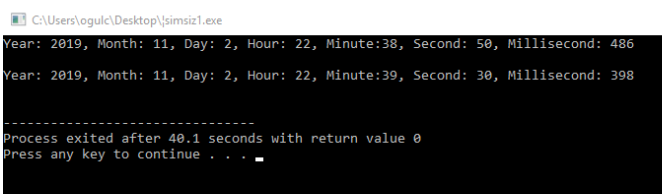 C:\Users\ogulc\Desktop\¦simsiz1.exe
Year: 2019, Month: 11, Day: 2, Hour: 22, Minute:38, Second: 50, Millisecond: 486
Year: 2019, Month: 11, Day: 2, Hour: 22, Minute:39, Second: 30, Millisecond: 398
--------------------------------
Process exited after 40.1 seconds with return value 0
Press any key to continue . . .